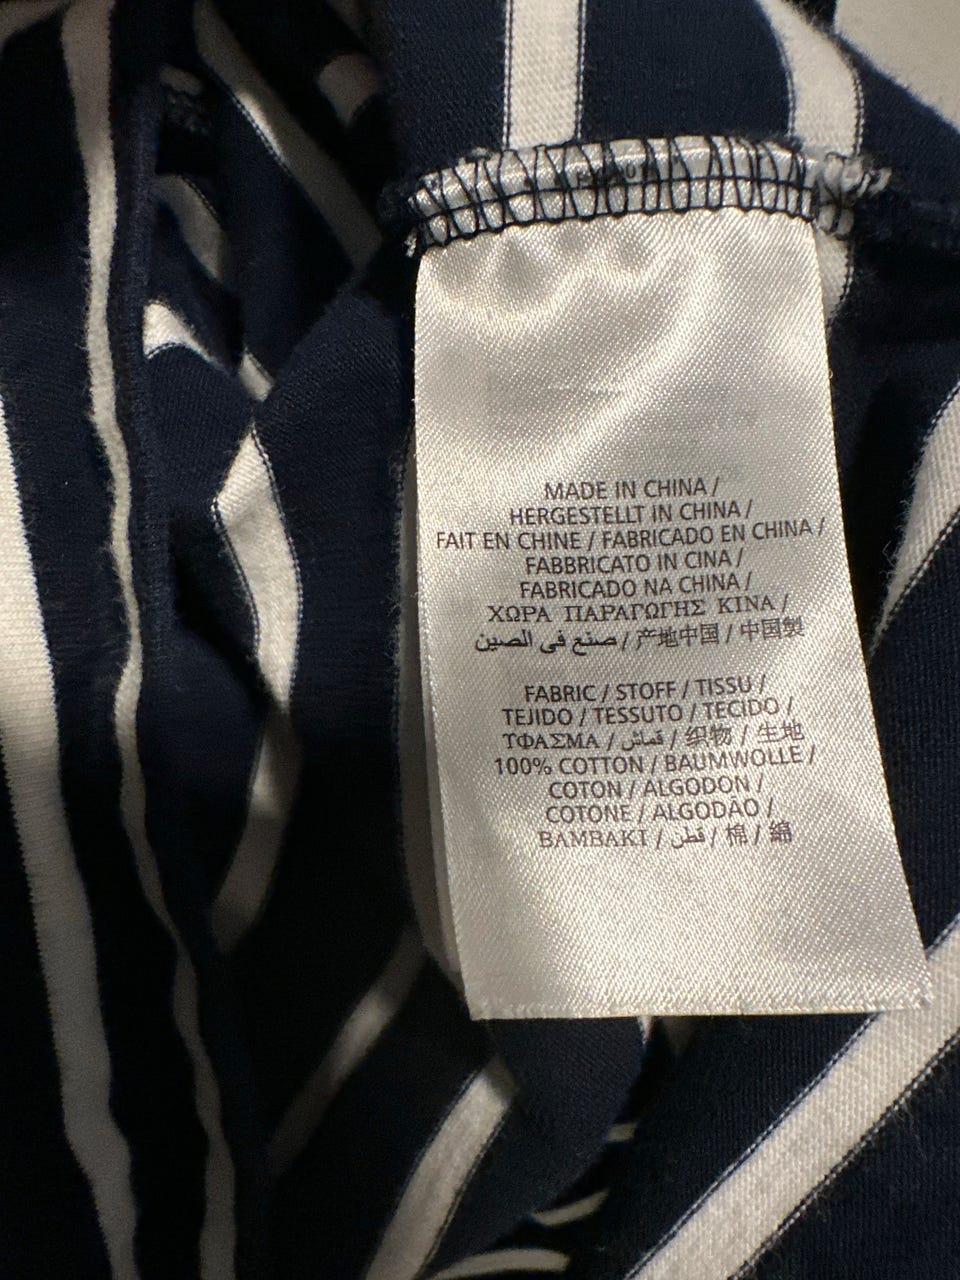 MADE IN CHINA /
HERGESTELLT IN CHINA /
FAIT EN CHINE / FABRICADO EN CHINA /
FABBRICATO IN CINA /
FABRICADO NA CHINA /
ΧΩΡΑ ΠΑΡΑΓΩΓΗΣ ΚΙΝΑ /
صنع فى الصين / 产地中国 / 中国製
FABRIC / STOFF / TISSU /
TEJIDO / TESSUTO / TECIDO /
ΥΦΑΣΜΑ / قماش / 织物 / 生地
100% COTTON / BAUMWOLLE /
COTON / ALGODON /
COTONE / ALGODÃO /
ΒΑΜΒΑΚΙ / قطن / 棉 / 綿